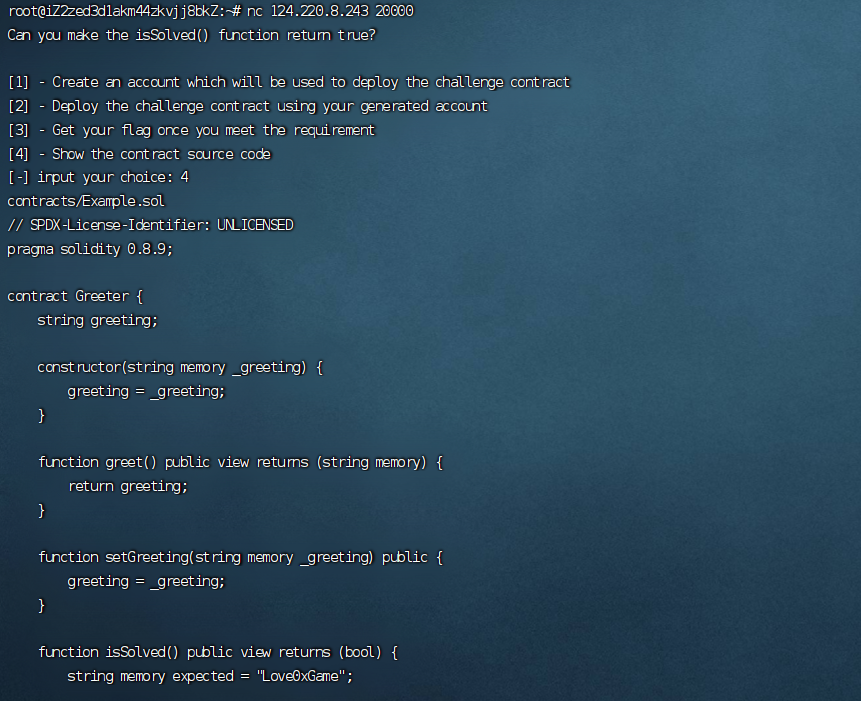 root@iZ2zed3d1akm44zkvjj8bkZ:~# nc 124.220.8.243 20000
Can you make the isSolved() function return true?
[1] - Create an account which will be used to deploy the challenge contract
[2] - Deploy the challenge contract using your generated account
[3] - Get your flag once you meet the requirement
[4] - Show the contract source code
[-] input your choice: 4
contracts/Example.sol
// SPDX-License-Identifier: UNLICENSED
pragma solidity 0.8.9;
contract Greeter {
string greeting;
constructor(string memory _greeting) {
greeting = _greeting;
}
function greet() public view returns (string memory) {
return greeting;
}
function setGreeting(string memory _greeting) public {
greeting = _greeting;
}
function isSolved() public view returns (bool) {
string memory expected = "Love0xGame";